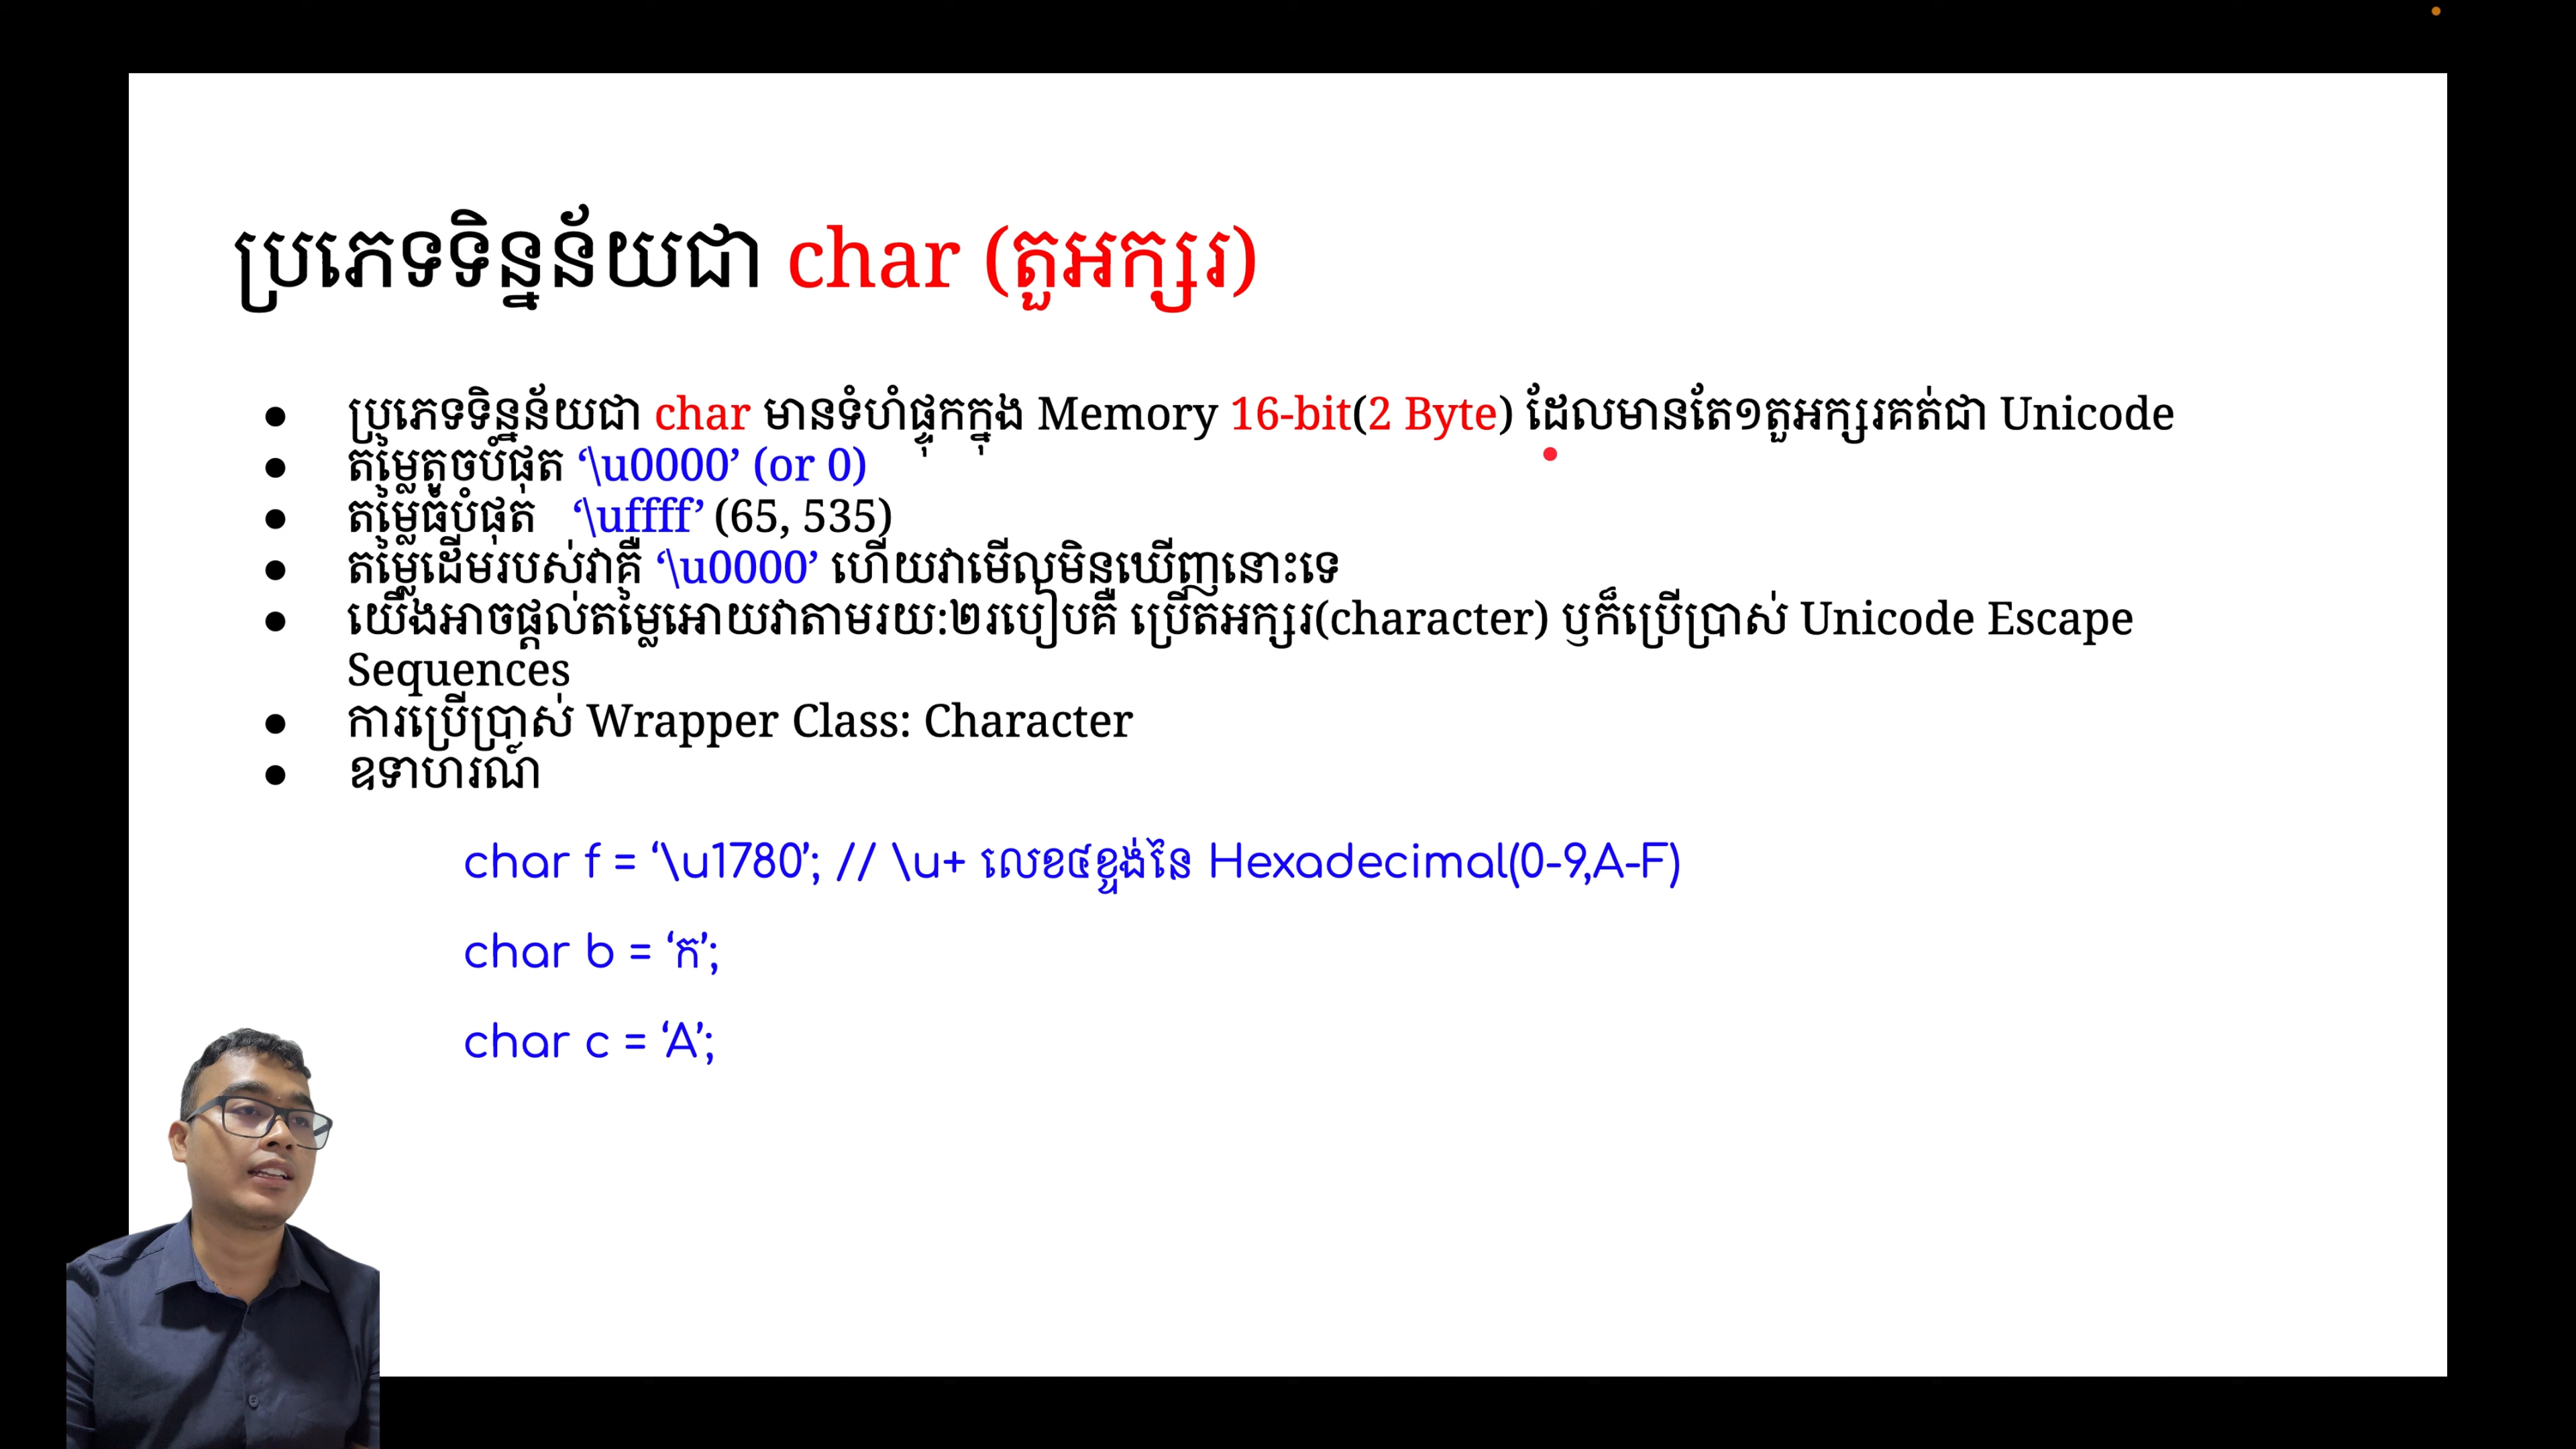 ប្រភេទទិន្នន័យជា char (តួអក្សរ)
● ប្រភេទទិន្នន័យជា char មានទំហំផ្ទុកក្នុង Memory 16-bit(2 Byte) ដែលមានតែ១តួអក្សរគត់ជា Unicode
● តម្លៃតូចបំផុត ‘\u0000’ (or 0)
● តម្លៃធំបំផុត ‘\uffff’ (65, 535)
● តម្លៃដើមរបស់វាគឺ ‘\u0000’ ហើយវាមើលមិនឃើញនោះទេ
● យើងអាចផ្តល់តម្លៃអោយវាតាមរយ:២របៀបគឺ ប្រើតអក្សរ(character) ឫក៏ប្រើប្រាស់ Unicode Escape
Sequences
● ការប្រើប្រាស់ Wrapper Class: Character
● ឧទាហរណ៍
char f = ‘\u1780’; // \u+ លេខ៤ខ្ទង់នៃ Hexadecimal(0-9,A-F)
char b = ‘ក’;
char c = ‘A’;